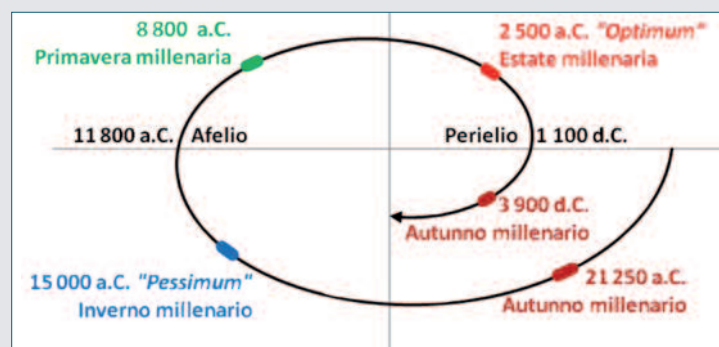 8 800 a.C.
Primavera millenaria
2 500 a.C. "Optimum"
Estate millenaria
11 800 a.C. Afelio
Perielio 1 100 d.C.
3 900 d.C.
Autunno millenario
15 000 a.C. "Pessimum"
Inverno millenario
21 250 a.C.
Autunno millenario